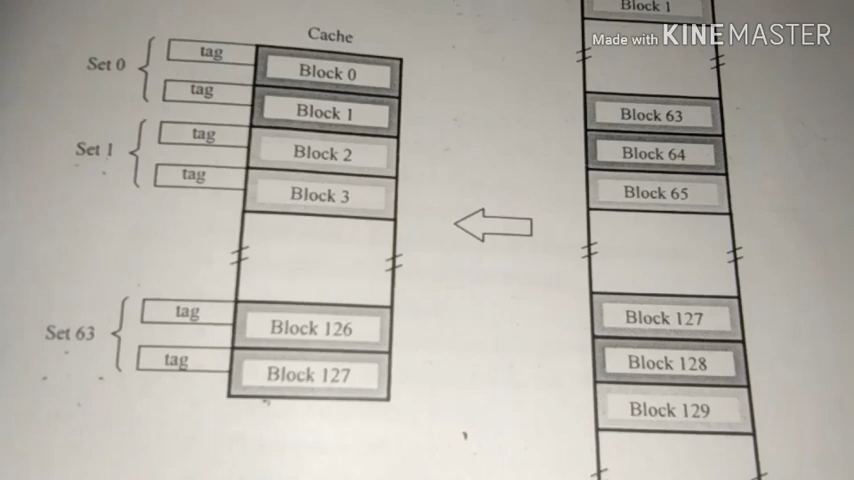 Cache
Set 0
tag
Block 0
tag
Block 1
Set 1
tag
Block 2
tag
Block 3
Set 63
tag
Block 126
tag
Block 127
Block 1
Made with KINEMASTER
Block 63
Block 64
Block 65
Block 127
Block 128
Block 129